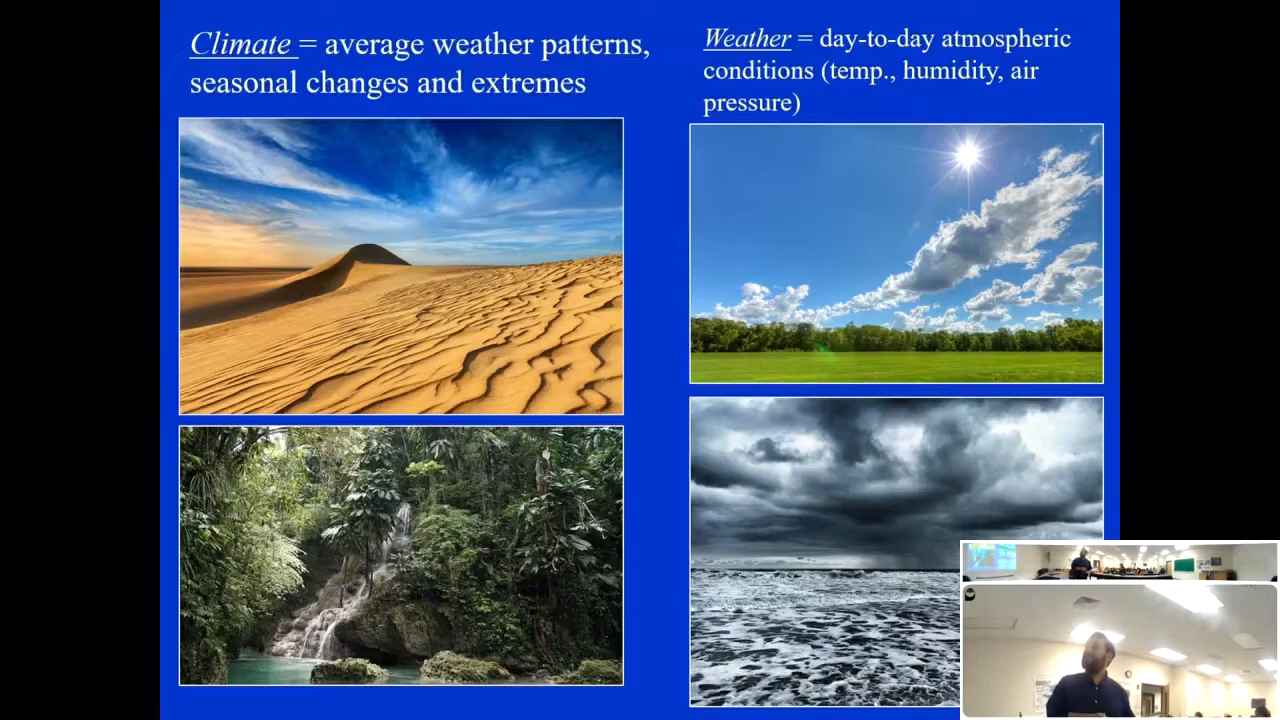 Climate = average weather patterns,
seasonal changes and extremes
Weather = day-to-day atmospheric
conditions (temp., humidity, air
pressure)